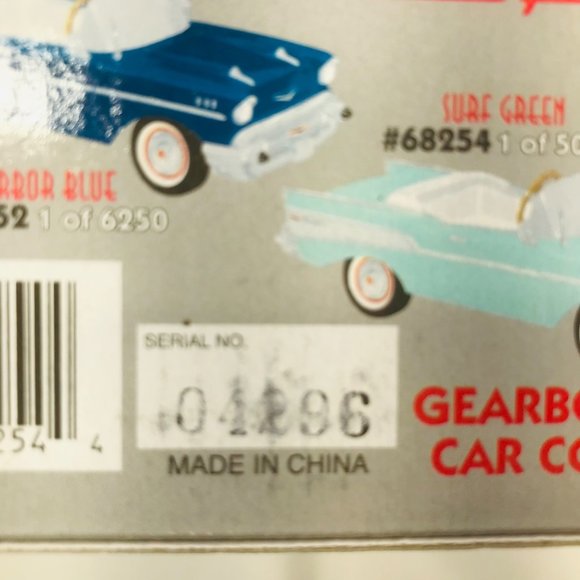 SURF GREEN
#68254 1 of 50
RBOR BLUE
52 1 of 6250
SERIAL NO.
MADE IN CHINA
254 4
GEARBO
CAR CO